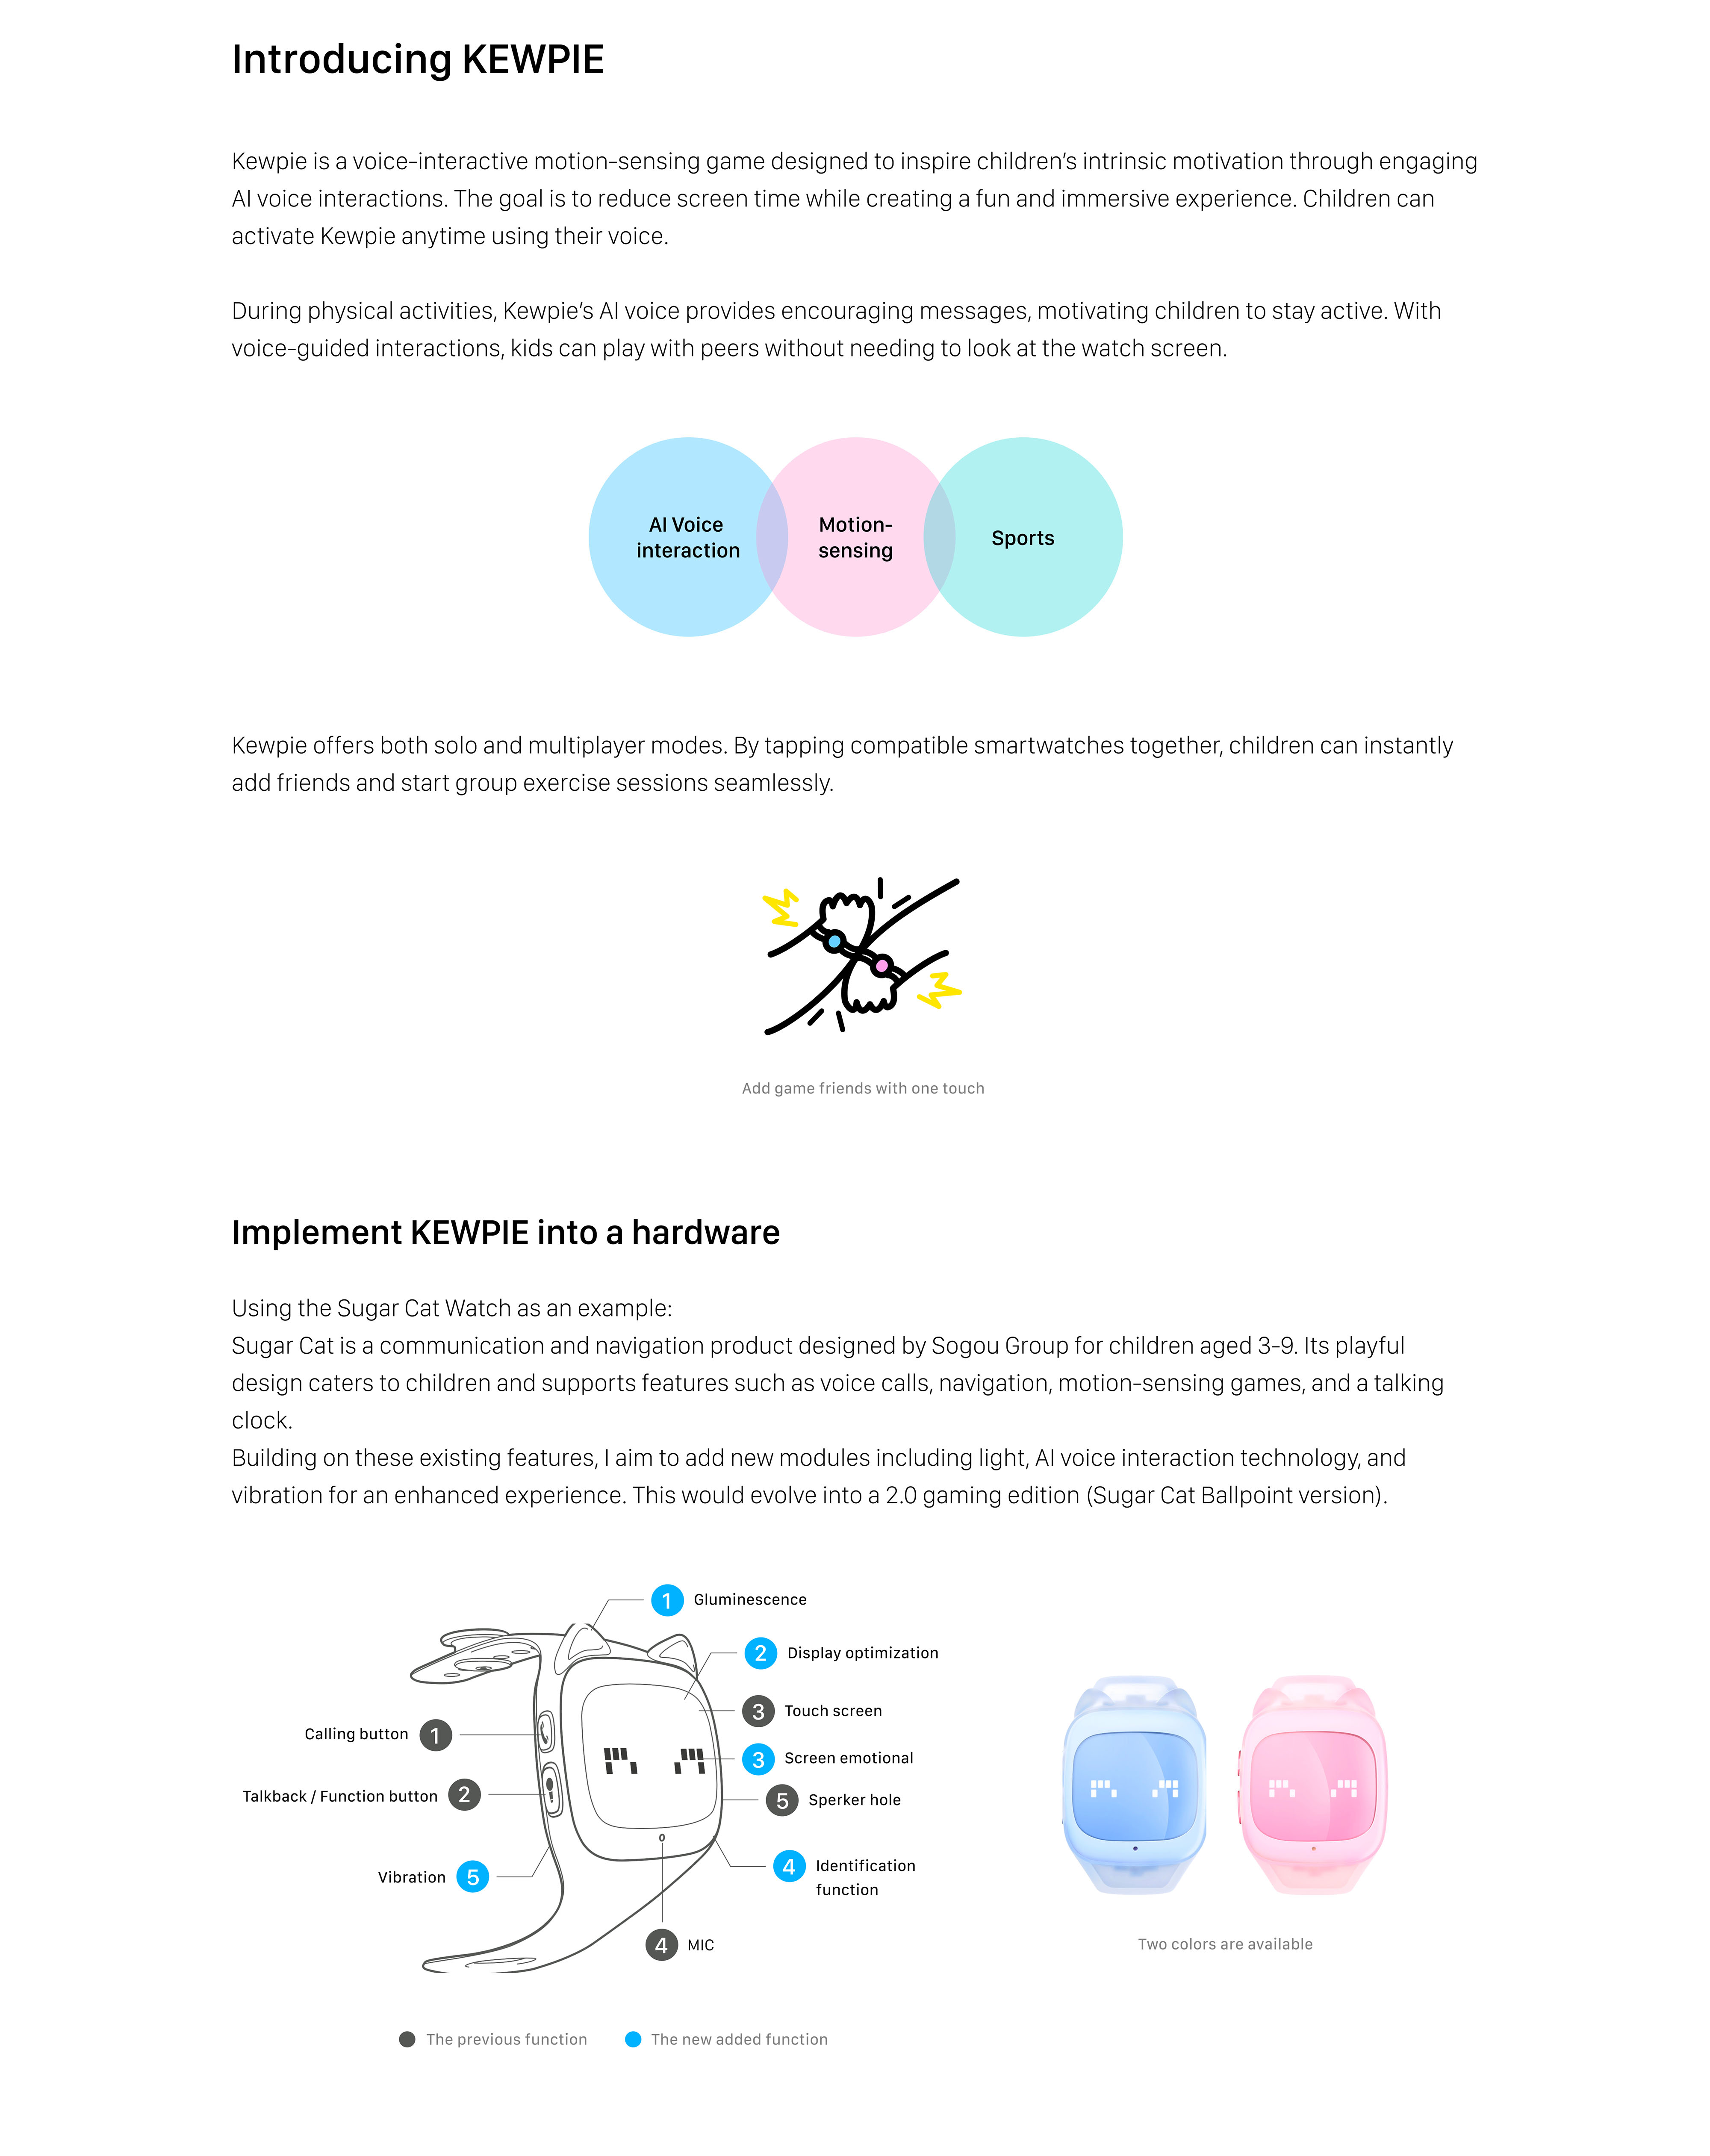 Introducing KEWPIE
Kewpie is a voice-interactive motion-sensing game designed to inspire children’s intrinsic motivation through engaging
AI voice interactions. The goal is to reduce screen time while creating a fun and immersive experience. Children can
activate Kewpie anytime using their voice.
During physical activities, Kewpie’s AI voice provides encouraging messages, motivating children to stay active. With
voice-guided interactions, kids can play with peers without needing to look at the watch screen.
AI Voice
interaction
Motion-
sensing
Sports
Kewpie offers both solo and multiplayer modes. By tapping compatible smartwatches together, children can instantly
add friends and start group exercise sessions seamlessly.
Add game friends with one touch
Implement KEWPIE into a hardware
Using the Sugar Cat Watch as an example:
Sugar Cat is a communication and navigation product designed by Sogou Group for children aged 3-9. Its playful
design caters to children and supports features such as voice calls, navigation, motion-sensing games, and a talking
clock.
Building on these existing features, I aim to add new modules including light, AI voice interaction technology, and
vibration for an enhanced experience. This would evolve into a 2.0 gaming edition (Sugar Cat Ballpoint version).
1 Gluminescence
2 Display optimization
3 Touch screen
Calling button 1
3 Screen emotional
Talkback / Function button 2
5 Sperker hole
4 Identification
function
Vibration 5
4 MIC
Two colors are available
The previous function
The new added function